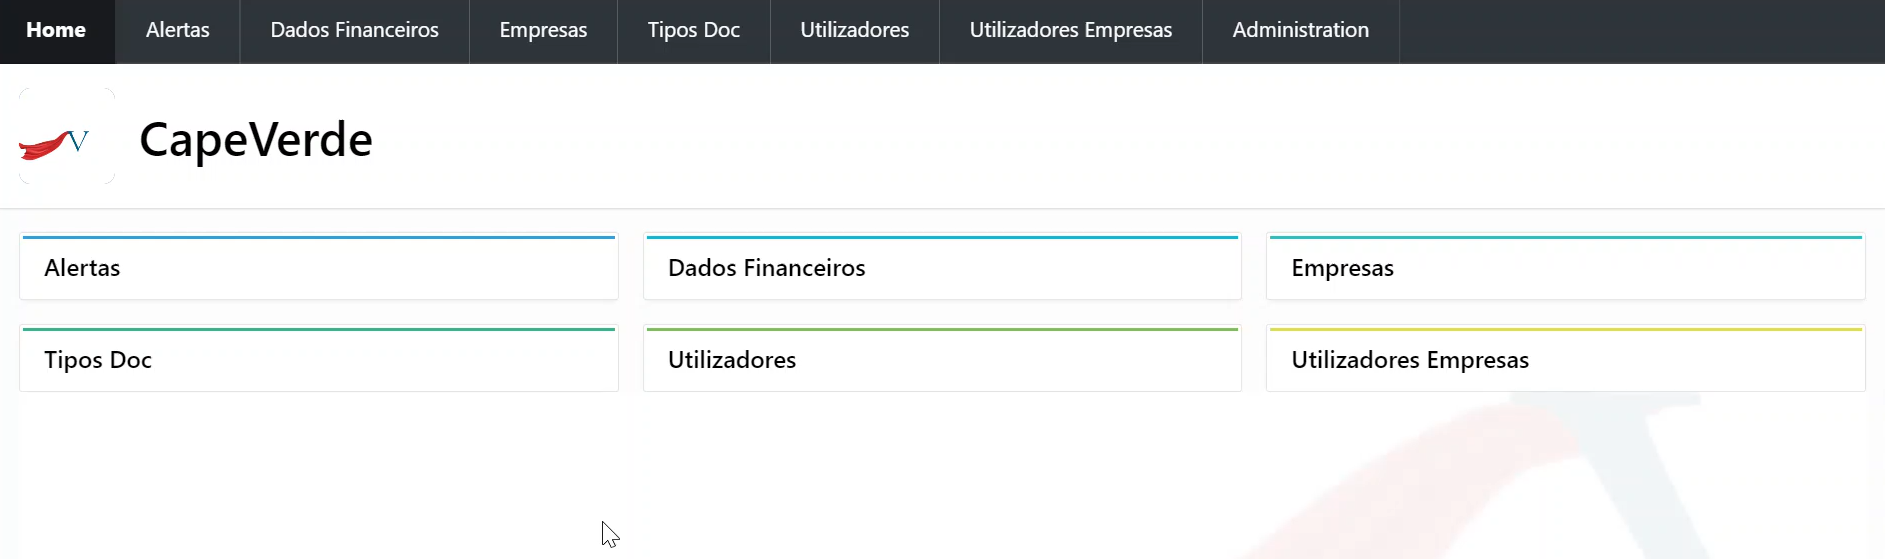 Home Alertas Dados Financeiros Empresas Tipos Doc Utilizadores Utilizadores Empresas Administration
V
CapeVerde
Alertas Dados Financeiros Empresas
Tipos Doc Utilizadores Utilizadores Empresas